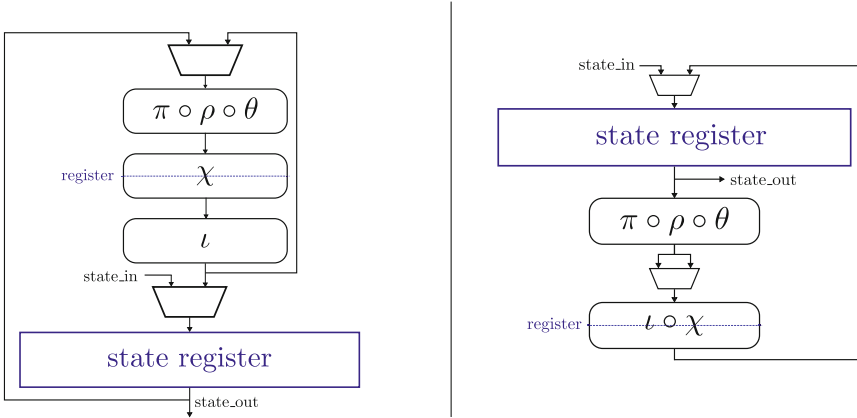 π ∘ ρ ∘ θ
register
χ
ι
state_in
state register
state_out
state_in
state register
state_out
π ∘ ρ ∘ θ
register
ι ∘ χ